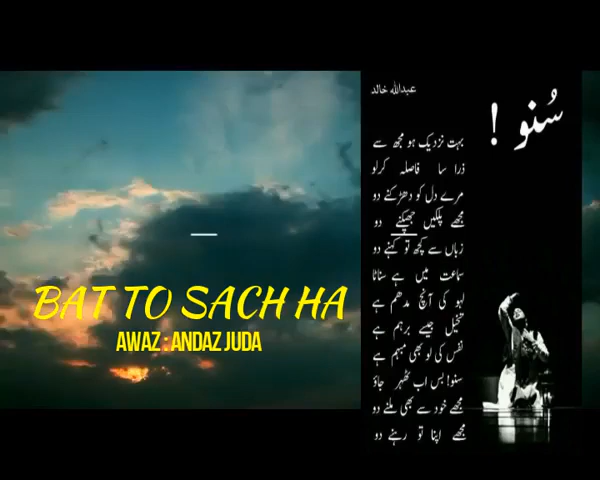 BAT TO SACH HA
AWAZ : ANDAZ JUDA
عبداللہ خالد
سُنو !
بہت نزدیک ہو مجھ سے
ذرا سا فاصلہ کرلو
مرے دل کو دھڑکنے دو
مجھے پلکیں جھپکنے دو
زباں سے کچھ تو کہنے دو
سماعت میں ہے سناٹا
لہو کی آنچ مدھم ہے
تخیل جیسے برہم ہے
نفس کی لو بھی مبہم ہے
سنو! بس اب ٹھہر جاؤ
مجھے خود سے بھی ملنے دو
مجھے اپنا تو رہنے دو